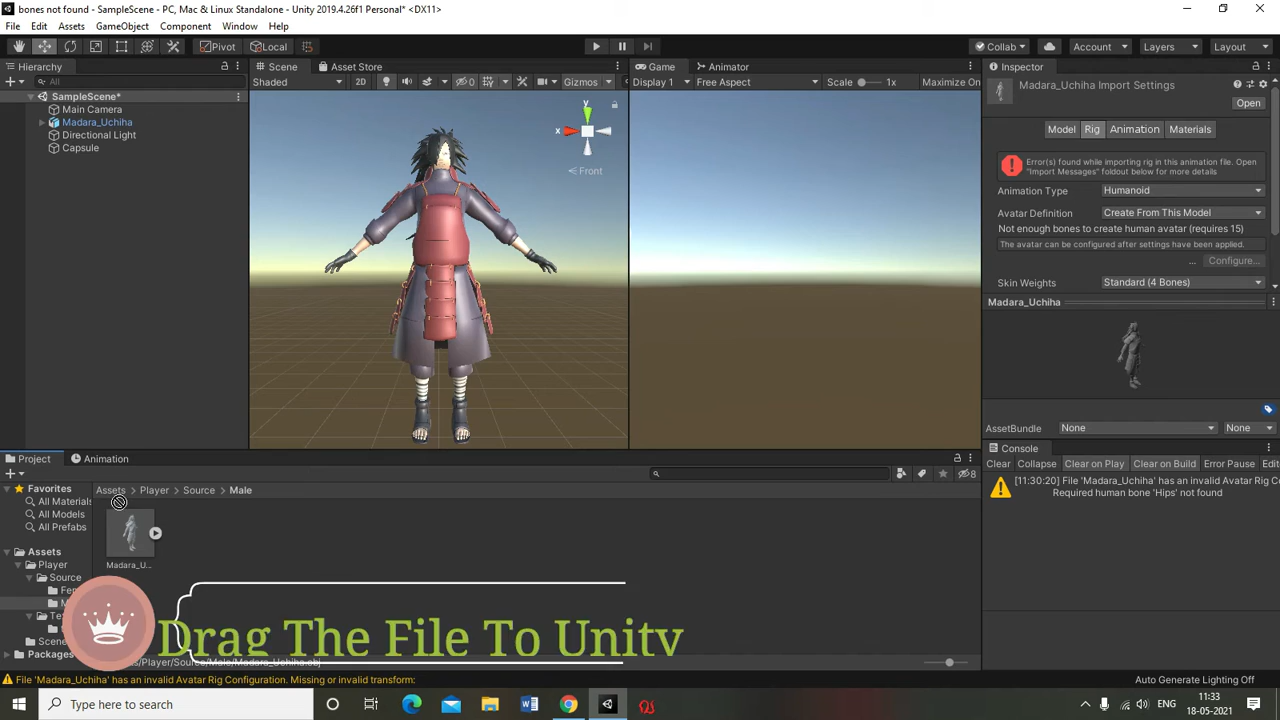 bones not found - SampleScene - PC, Mac & Linux Standalone - Unity 2019.4.26f1 Personal* <DX11>
File Edit Assets GameObject Component Window Help
Pivot Local Collab Account Layers Layout
Hierarchy Scene Asset Store Game Animator Inspector
All Shaded 2D 0 Gizmos Display 1 Free Aspect Scale 1x Maximize On
SampleScene*
Main Camera
Madara_Uchiha
Directional Light
Capsule
y
x
Front
Madara_Uchiha Import Settings
Open
Model Rig Animation Materials
Error(s) found while importing rig in this animation file. Open
"Import Messages" foldout below for more details
Animation Type Humanoid
Avatar Definition Create From This Model
Not enough bones to create human avatar (requires 15)
The avatar can be configured after settings have been applied.
... Configure...
Skin Weights Standard (4 Bones)
Madara_Uchiha
AssetBundle None None
Project Animation Console
8
Clear Collapse Clear on Play Clear on Build Error Pause
[11:30:20] File 'Madara_Uchiha' has an invalid Avatar Rig C
Required human bone 'Hips' not found
Favorites
All Materials
All Models
All Prefabs
Assets
Player
Source
Assets > Player > Source > Male
Madara_U...
Packages
Drag The File To Unity
/Player/Source/Male/Madara_Uchiha.obj
File 'Madara_Uchiha' has an invalid Avatar Rig Configuration. Missing or invalid transform:
Auto Generate Lighting Off
Type here to search
ENG
11:33
18-05-2021